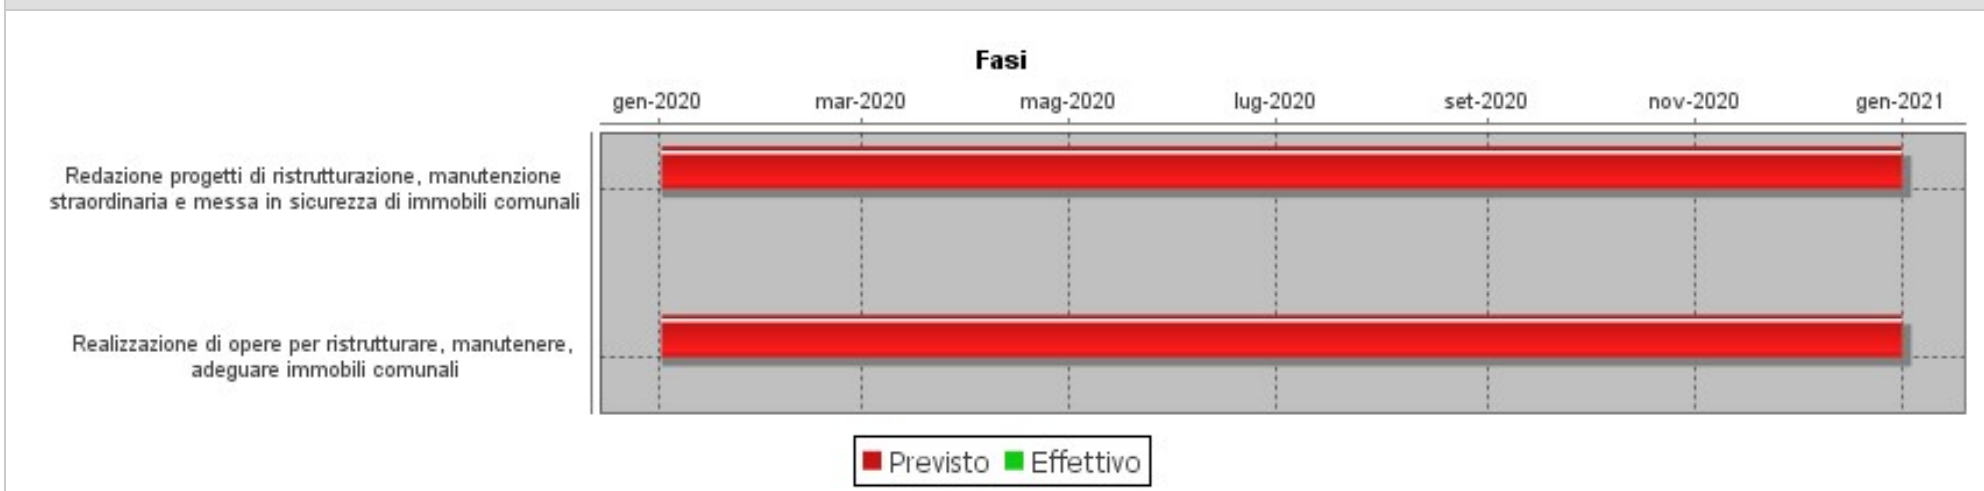 Fasi
gen-2020 mar-2020 mag-2020 lug-2020 set-2020 nov-2020 gen-2021
Redazione progetti di ristrutturazione, manutenzione
straordinaria e messa in sicurezza di immobili comunali
Realizzazione di opere per ristrutturare, manutenere,
adeguare immobili comunali
Previsto Effettivo